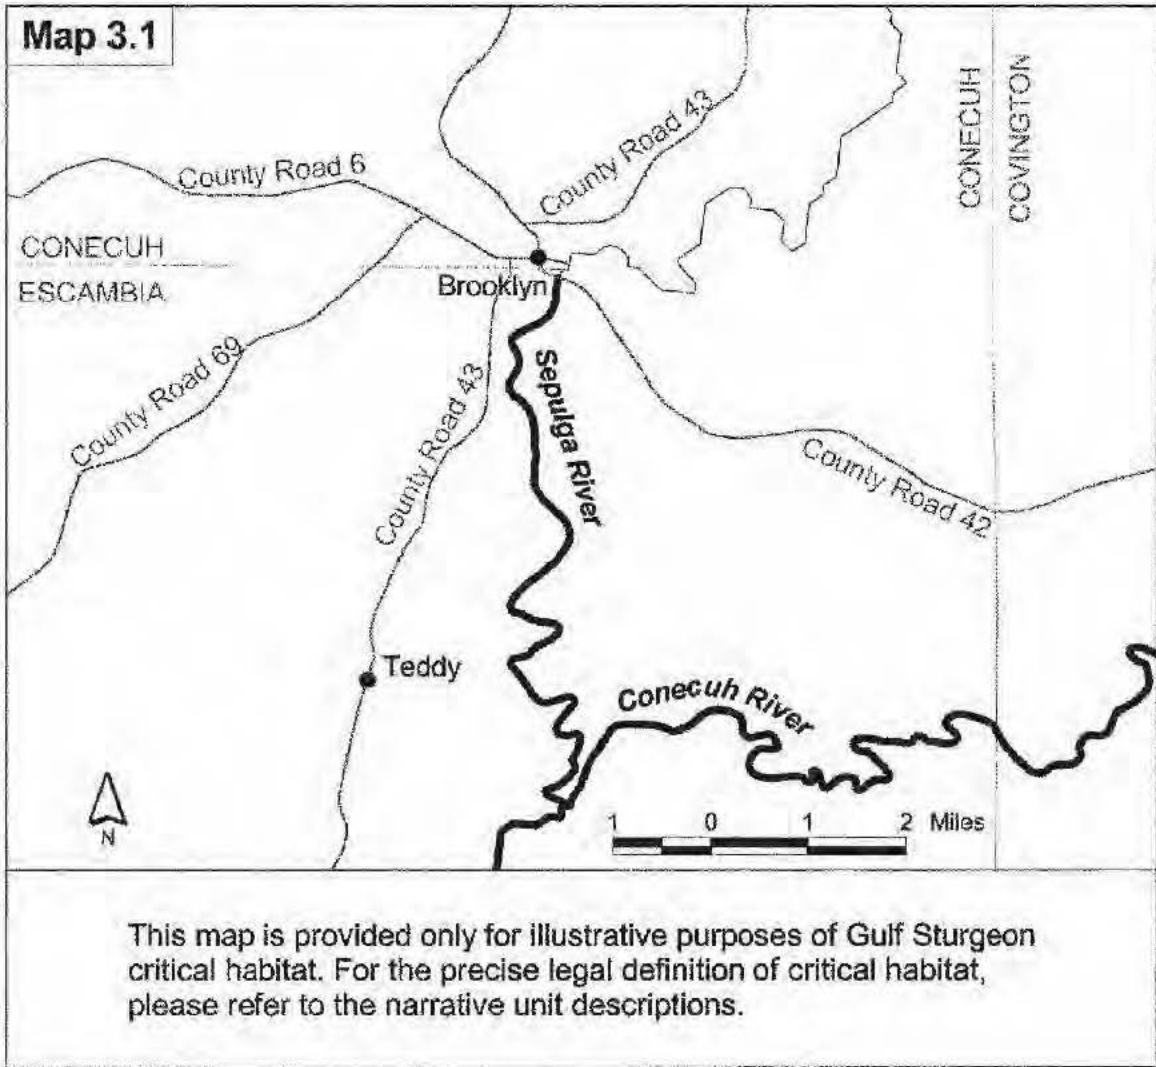 Map 3.1
County Road 6
County Road 43
CONECUH
COVINGTON
CONECUH
ESCAMBIA
Brooklyn
County Road 69
County Road 43
Sepulga River
County Road 42
Teddy
Conecuh River
N
1 0 1 2 Miles
This map is provided only for illustrative purposes of Gulf Sturgeon
critical habitat. For the precise legal definition of critical habitat,
please refer to the narrative unit descriptions.